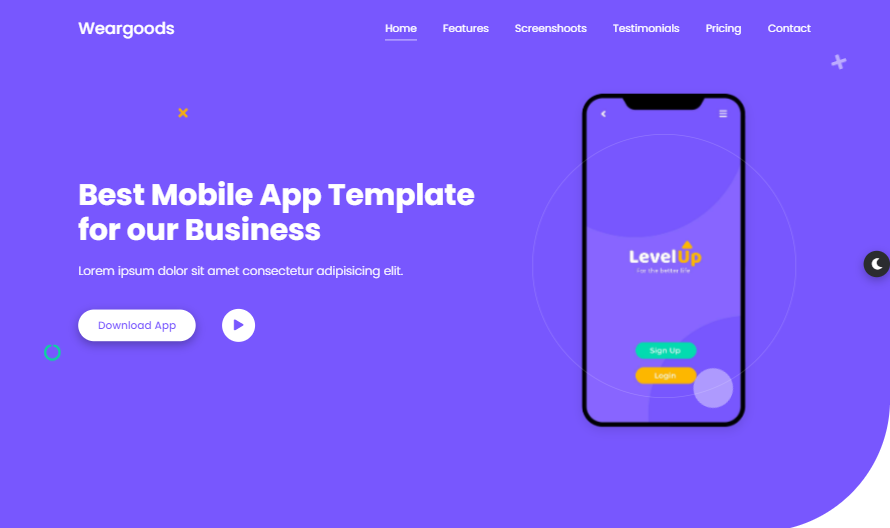 Weargoods
Home Features Screenshoots Testimonials Pricing Contact
Best Mobile App Template
for our Business
Lorem ipsum dolor sit amet consectetur adipisicing elit.
Download App
LevelUp
For the better life
Sign Up
Login